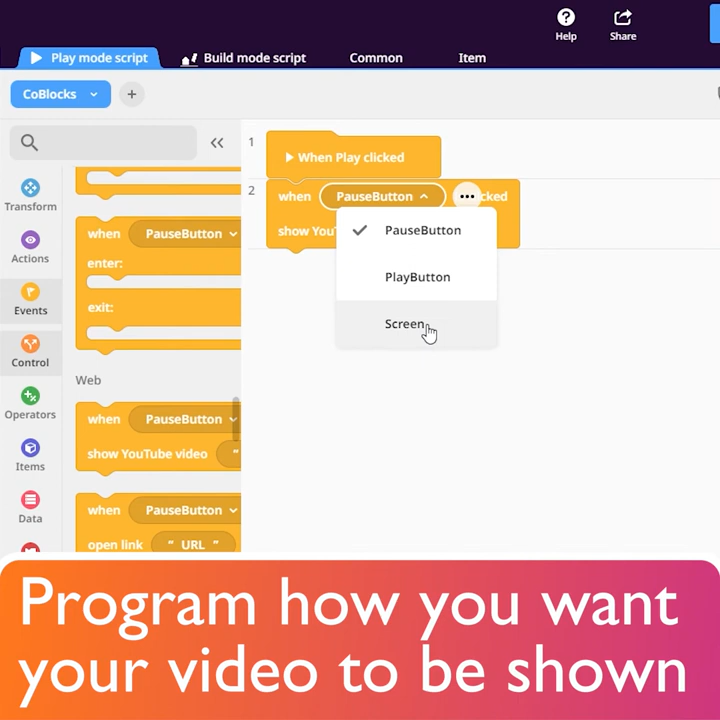 Help
Share
Play mode script
Build mode script
Common
Item
CoBlocks
Transform
Actions
Events
Control
Operators
Items
Data
when PauseButton
enter:
exit:
Web
when PauseButton
show YouTube video "
when PauseButton
open link " URL "
1
When Play clicked
2
when PauseButton ••• cked
show YouT
PauseButton
PlayButton
Screen
Program how you want
your video to be shown